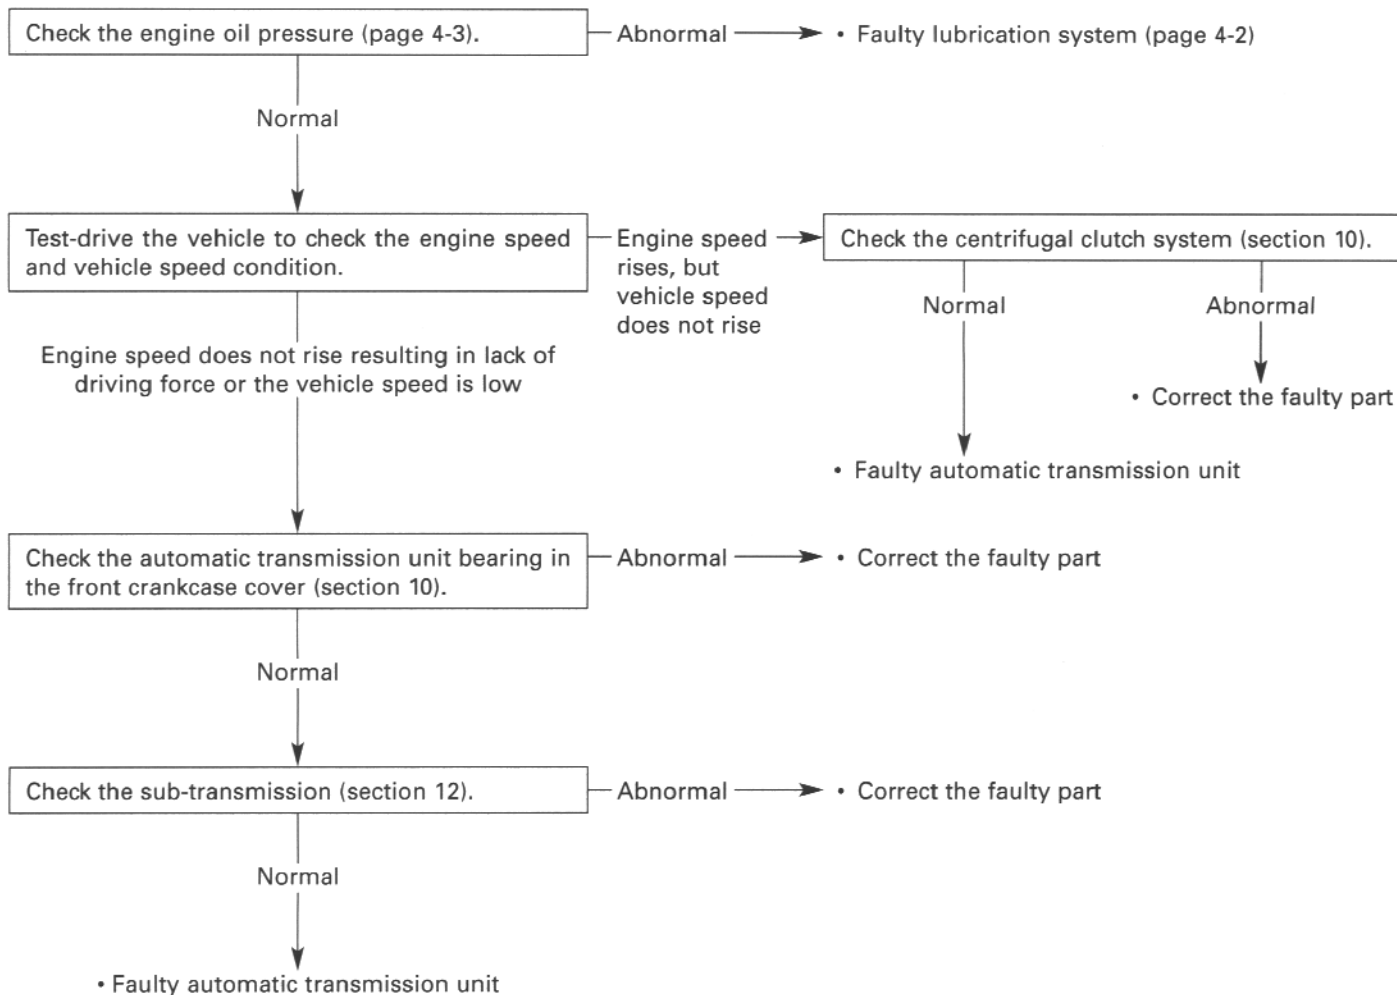 Check the engine oil pressure (page 4-3).
Abnormal
• Faulty lubrication system (page 4-2)
Normal
Test-drive the vehicle to check the engine speed
and vehicle speed condition.
Engine speed
rises, but
vehicle speed
does not rise
Check the centrifugal clutch system (section 10).
Normal
Abnormal
• Correct the faulty part
• Faulty automatic transmission unit
Engine speed does not rise resulting in lack of
driving force or the vehicle speed is low
Check the automatic transmission unit bearing in
the front crankcase cover (section 10).
Abnormal
• Correct the faulty part
Normal
Check the sub-transmission (section 12).
Abnormal
• Correct the faulty part
Normal
• Faulty automatic transmission unit